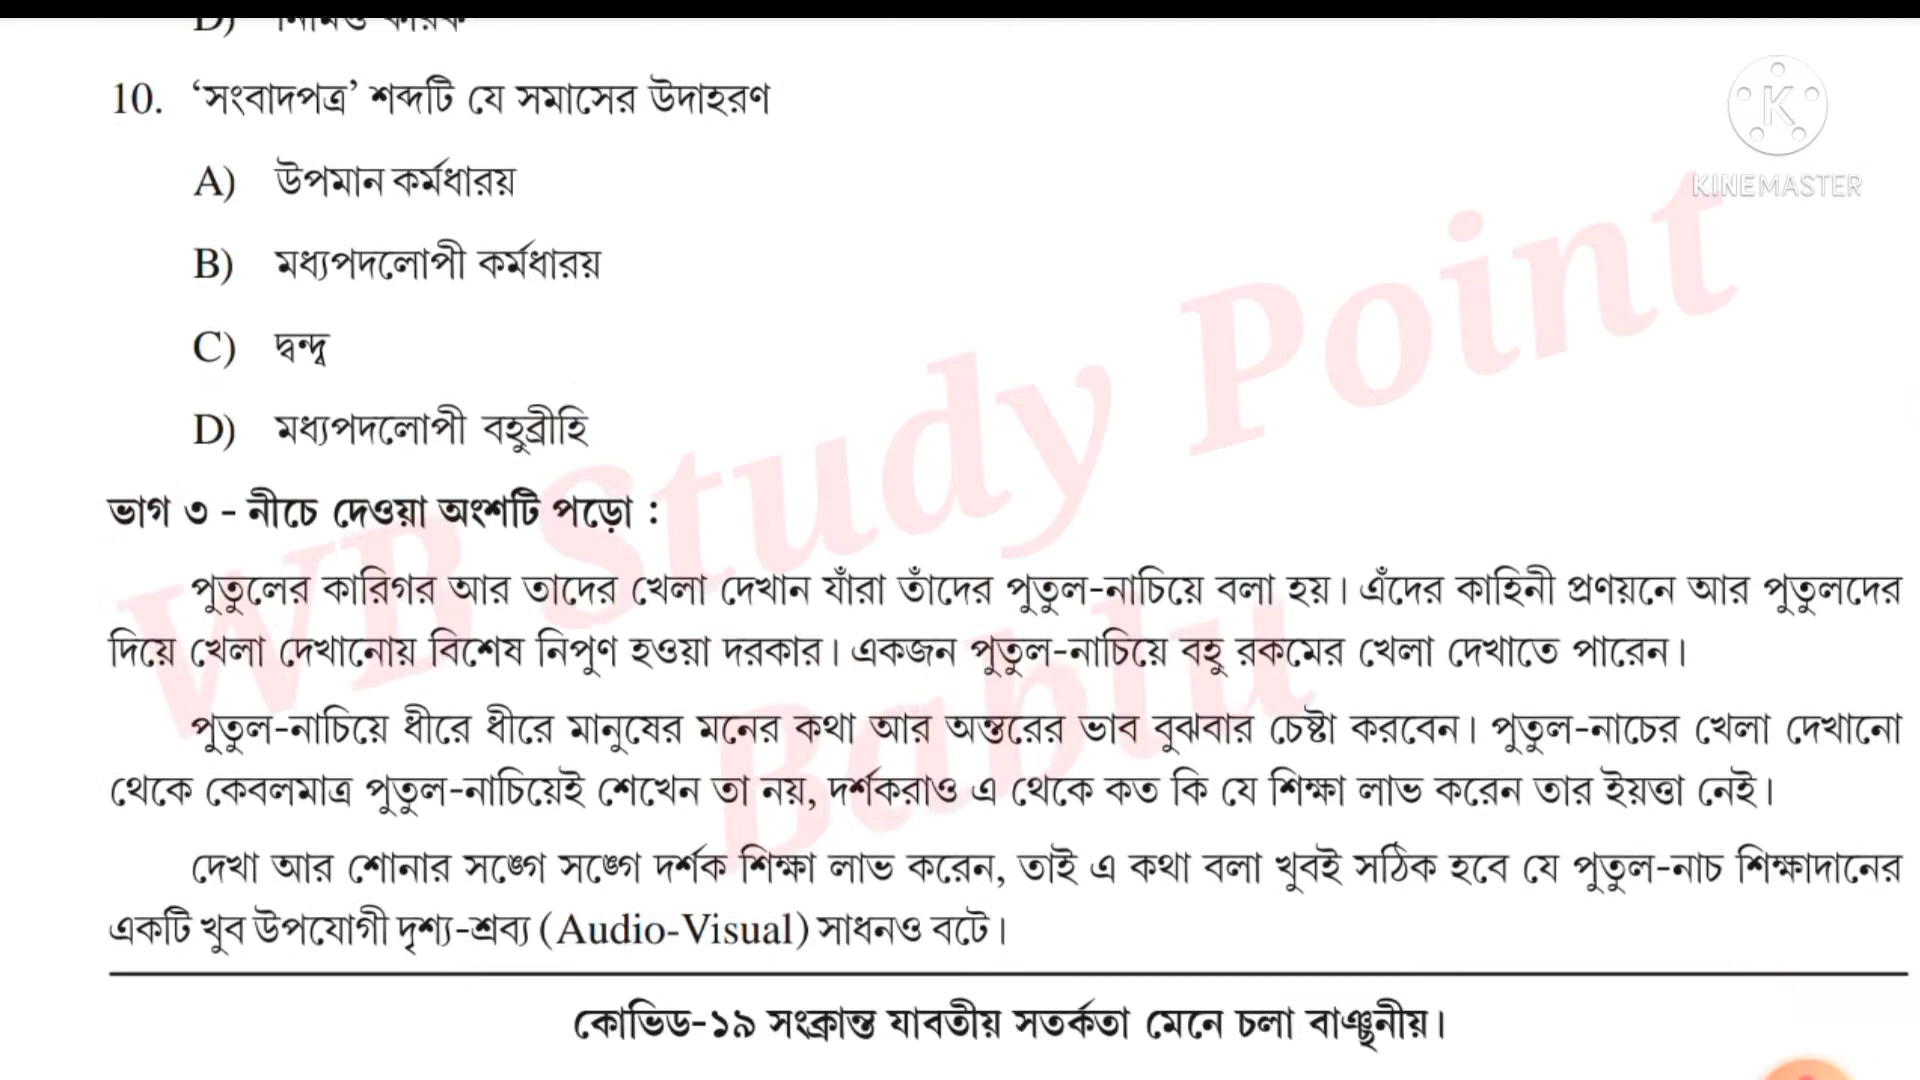 D) নিমিত্ত কারক
10. ‘সংবাদপত্র’ শব্দটি যে সমাসের উদাহরণ
A) উপমান কর্মধারয়
B) মধ্যপদলোপী কর্মধারয়
C) দ্বন্দ্ব
D) মধ্যপদলোপী বহুব্রীহি
ভাগ ৩ - নীচে দেওয়া অংশটি পড়ো :
পুতুলের কারিগর আর তাদের খেলা দেখান যাঁরা তাঁদের পুতুল-নাচিয়ে বলা হয়। এঁদের কাহিনী প্রণয়নে আর পুতুলদের
দিয়ে খেলা দেখানোয় বিশেষ নিপুণ হওয়া দরকার। একজন পুতুল-নাচিয়ে বহু রকমের খেলা দেখাতে পারেন।
পুতুল-নাচিয়ে ধীরে ধীরে মানুষের মনের কথা আর অন্তরের ভাব বুঝবার চেষ্টা করবেন। পুতুল-নাচের খেলা দেখানো
থেকে কেবলমাত্র পুতুল-নাচিয়েই শেখেন তা নয়, দর্শকরাও এ থেকে কত কি যে শিক্ষা লাভ করেন তার ইয়ত্তা নেই।
দেখা আর শোনার সঙ্গে সঙ্গে দর্শক শিক্ষা লাভ করেন, তাই এ কথা বলা খুবই সঠিক হবে যে পুতুল-নাচ শিক্ষাদানের
একটি খুব উপযোগী দৃশ্য-শ্রব্য (Audio-Visual) সাধনও বটে।
কোভিড-১৯ সংক্রান্ত যাবতীয় সতর্কতা মেনে চলা বাঞ্ছনীয়।
K
KINEMASTER
WB Study Point
Bablu